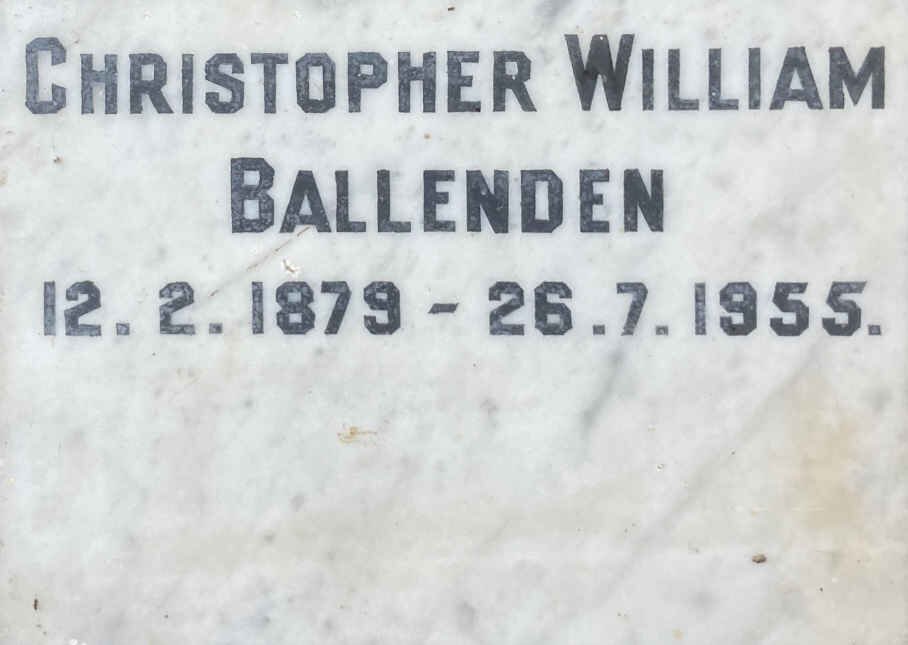 CHRISTOPHER WILLIAM
BALLENDEN
12.2.1879 - 26.7.1955.